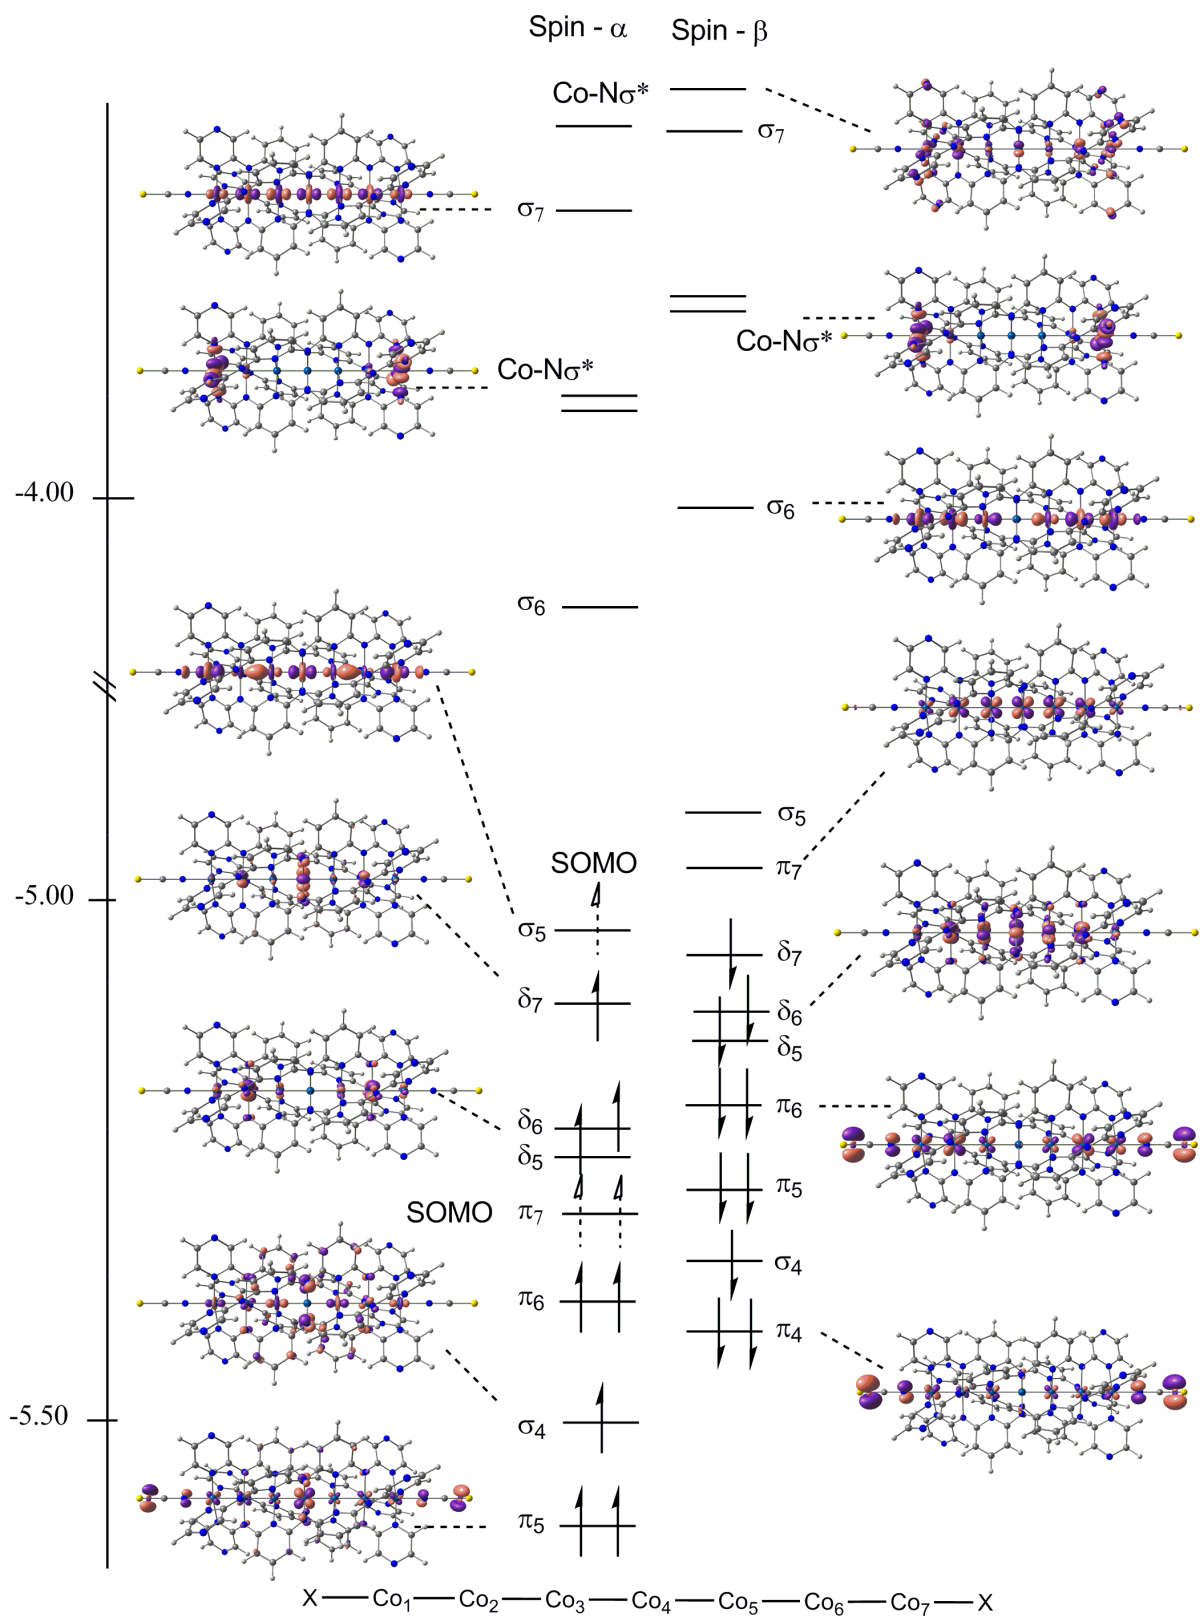 Spin - α Spin - β
Co-Nσ*
σ₇
σ₇
Co-Nσ*
Co-Nσ*
-4.00
σ₆
σ₆
σ₅
SOMO
π₇
-5.00
σ₅
δ₇
δ₇
δ₆
δ₅
π₆
δ₆
δ₅
π₅
SOMO π₇
σ₄
π₆
π₄
-5.50
σ₄
π₅
X—Co₁—Co₂—Co₃—Co₄—Co₅—Co₆—Co₇—X